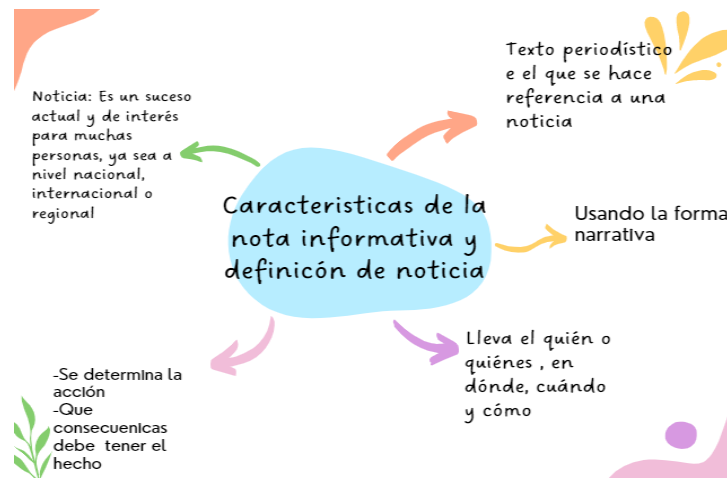 Texto periodístico
e el que se hace
referencia a una
noticia
Noticia: Es un suceso
actual y de interés
para muchas
personas, ya sea a
nivel nacional,
internacional o
regional
Caracteristicas de la
nota informativa y
definicón de noticia
Usando la forma
narrativa
Lleva el quién o
quiénes , en
dónde, cuándo
y cómo
-Se determina la
acción
-Que
consecuenicas
debe tener el
hecho